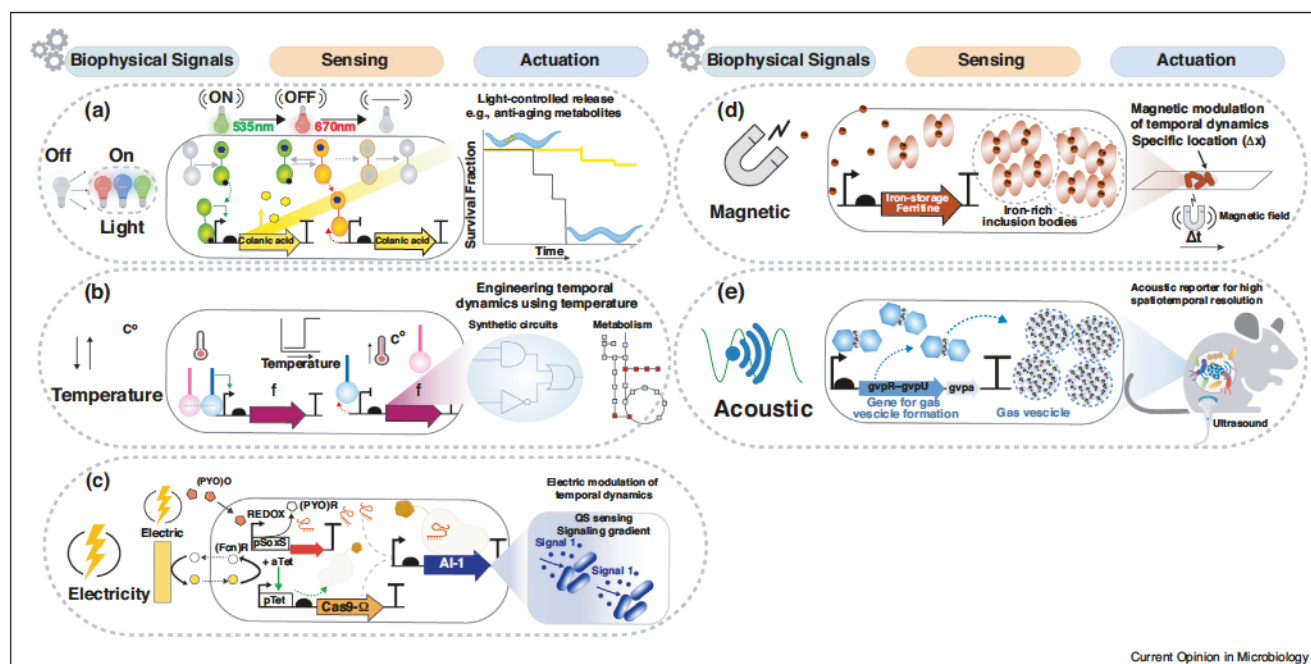 Biophysical Signals
Sensing
Actuation
(a)
ON
OFF
535nm
670nm
Off
On
Light
Colanic acid
Colanic acid
Light-controlled release
e.g., anti-aging metabolites
Survival Fraction
Time
(b)
C°
Temperature
Temperature
C°
f
f
Engineering temporal
dynamics using temperature
Synthetic circuits
Metabolism
(c)
(PYO)O
Electric
Electricity
(Fcn)R
REDOX
(PYO)R
pSoxS
+ aTet
pTet
Cas9-Ω
AI-1
Electric modulation of
temporal dynamics
QS sensing
Signaling gradient
Signal 1
Signal 1
Biophysical Signals
Sensing
Actuation
(d)
Magnetic
Iron-storage
Ferritine
Iron-rich
inclusion bodies
Magnetic modulation
of temporal dynamics
Specific location (Δx)
Magnetic field
Δt
(e)
Acoustic
gvpR–gvpU
gvpa
Gene for gas
vescicle formation
Gas vescicle
Acoustic reporter for high
spatiotemporal resolution
Ultrasound
Current Opinion in Microbiology